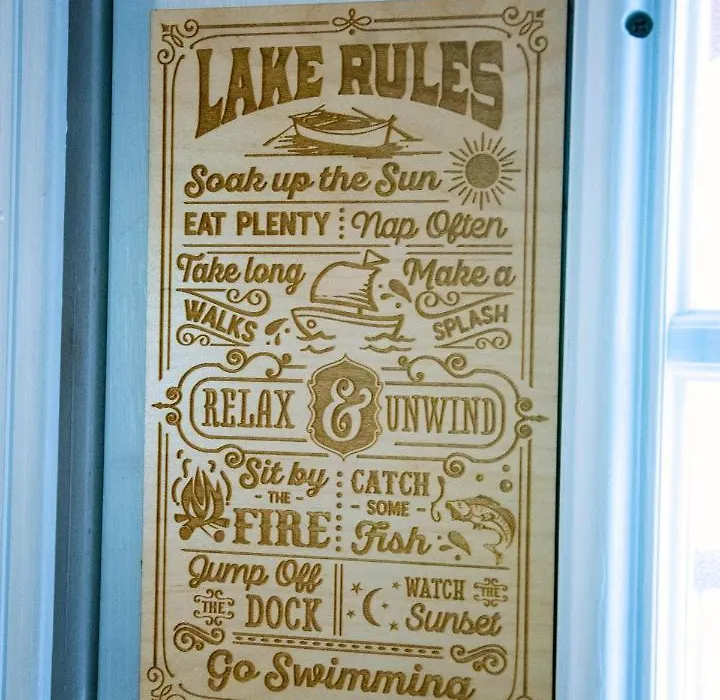 LAKE RULES
Soak up the Sun
EAT PLENTY Nap Often
Take long WALKS
Make a SPLASH
RELAX & UNWIND
Sit by
THE
FIRE
CATCH
SOME
Fish
Jump Off
THE DOCK
WATCH THE
Sunset
Go Swimming